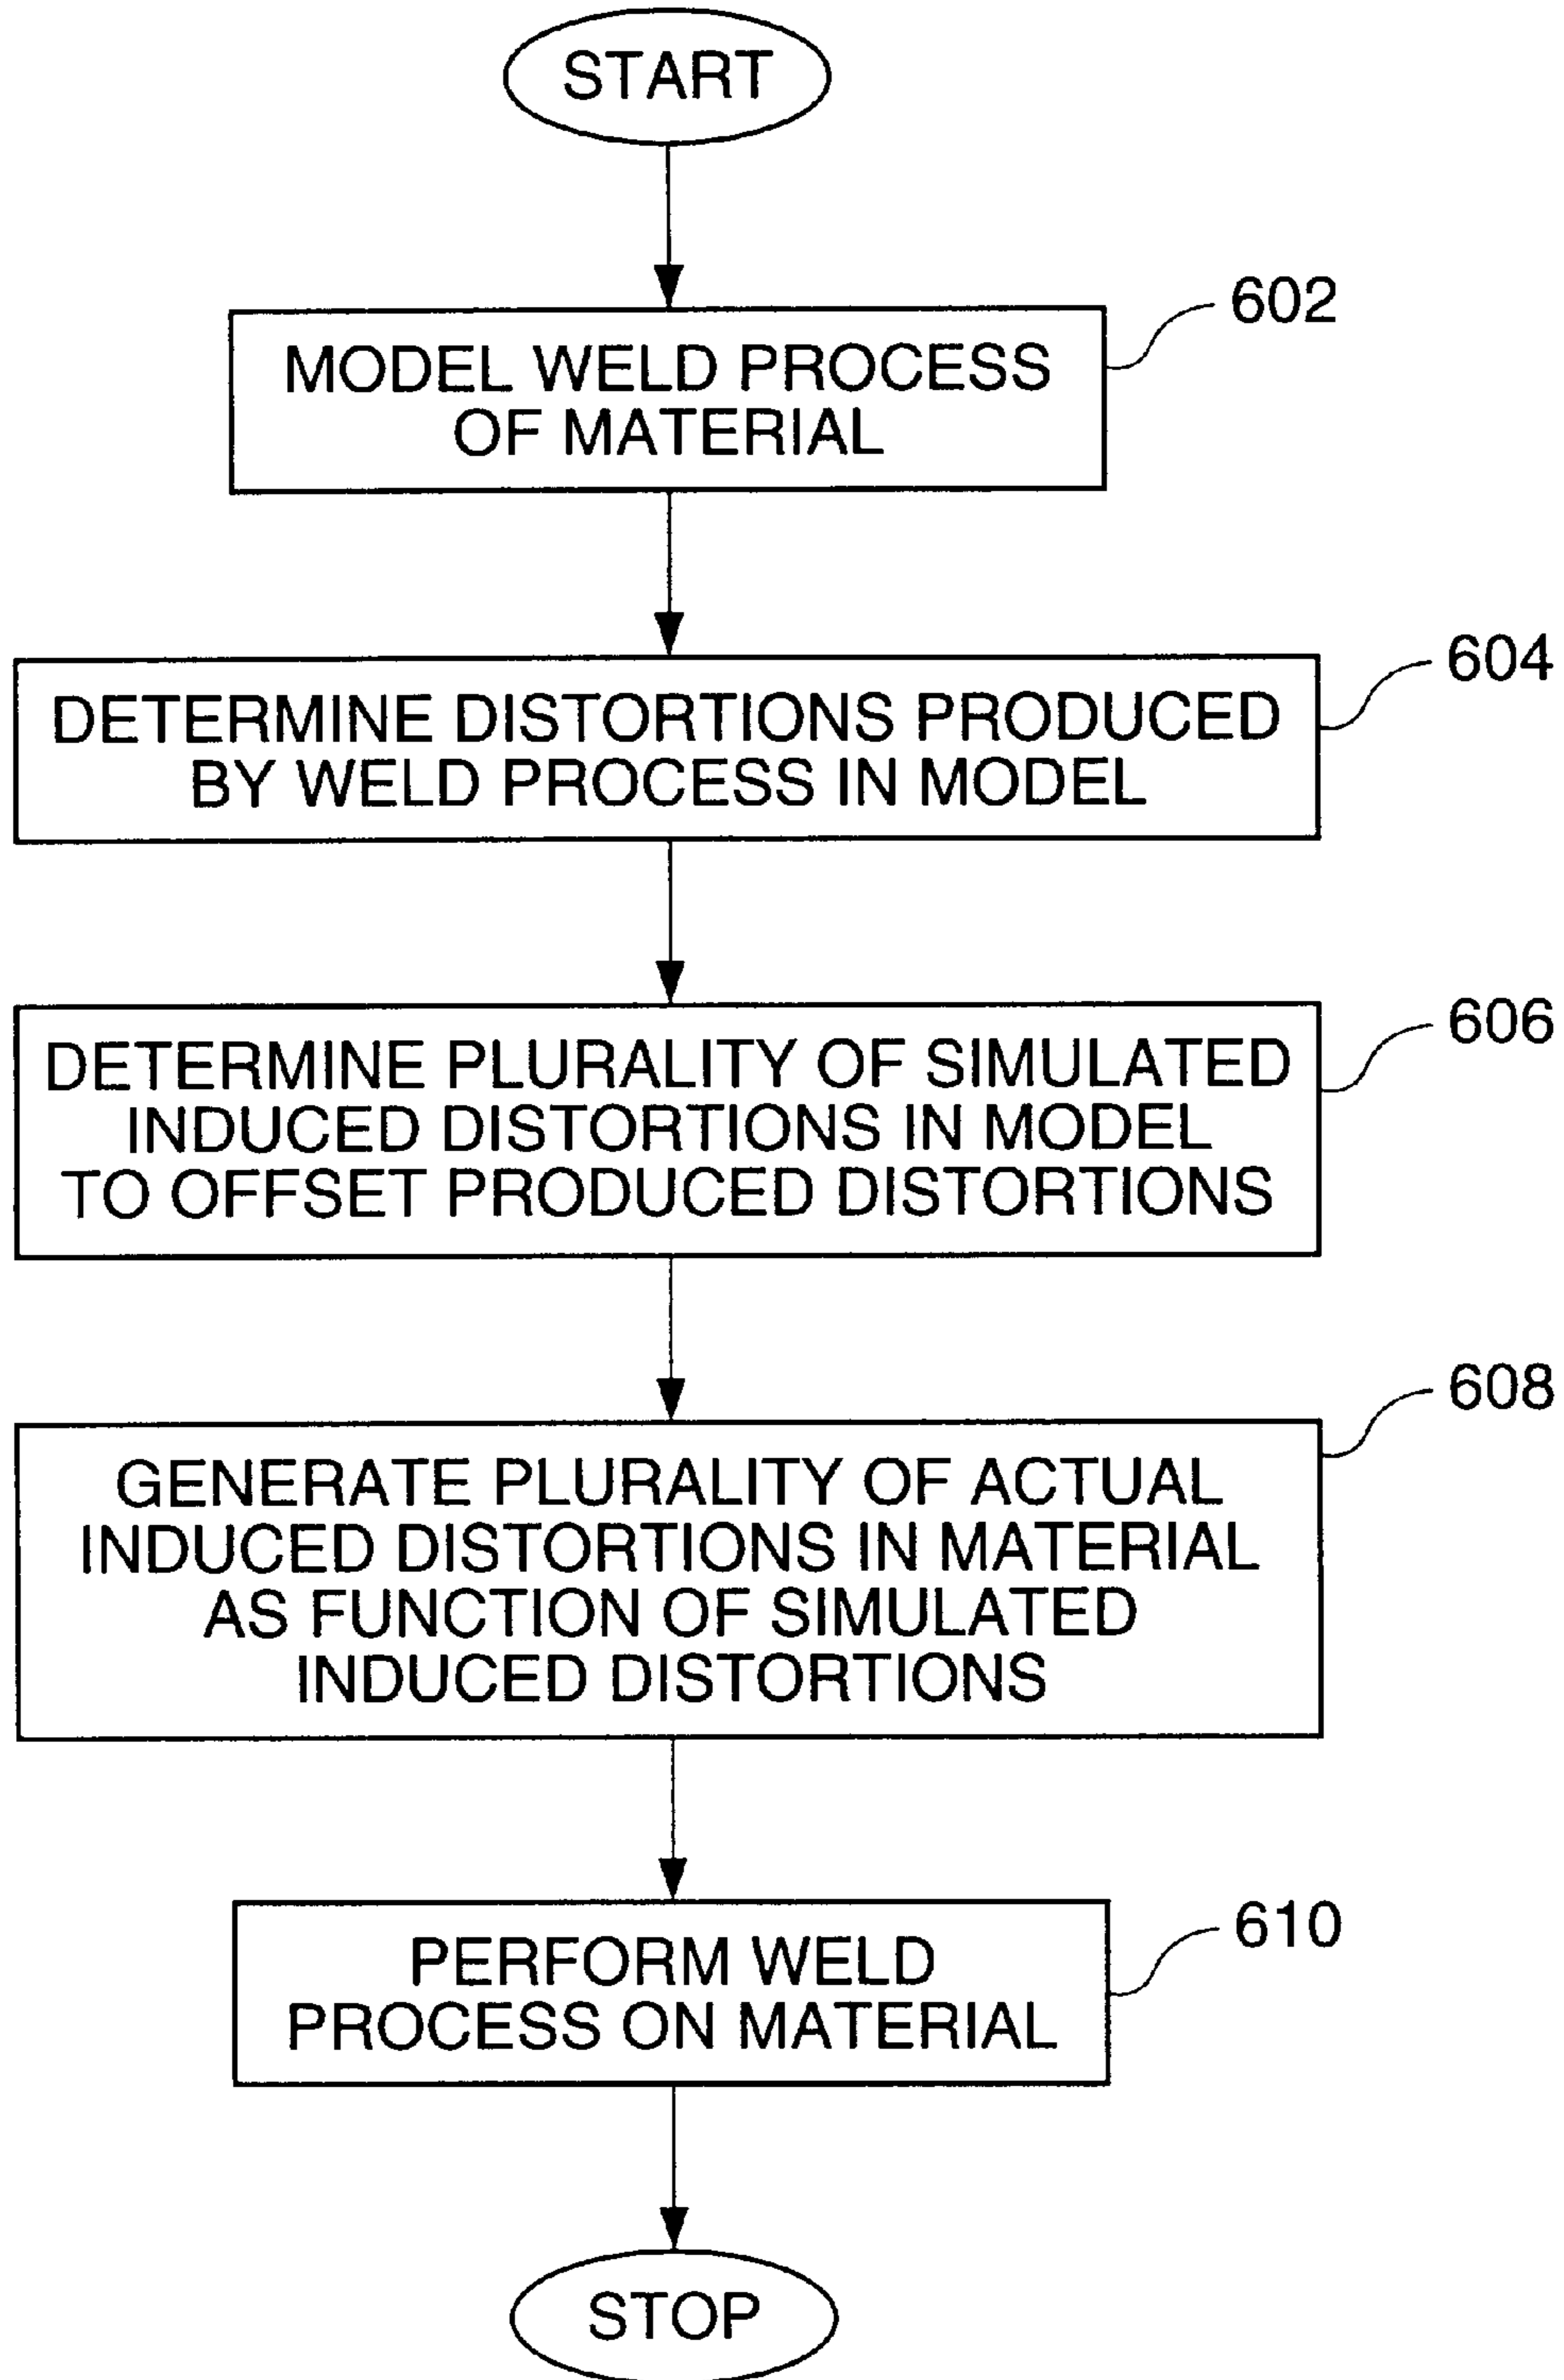 START
602
MODEL WELD PROCESS
OF MATERIAL
604
DETERMINE DISTORTIONS PRODUCED
BY WELD PROCESS IN MODEL
606
DETERMINE PLURALITY OF SIMULATED
INDUCED DISTORTIONS IN MODEL
TO OFFSET PRODUCED DISTORTIONS
608
GENERATE PLURALITY OF ACTUAL
INDUCED DISTORTIONS IN MATERIAL
AS FUNCTION OF SIMULATED
INDUCED DISTORTIONS
610
PERFORM WELD
PROCESS ON MATERIAL
STOP